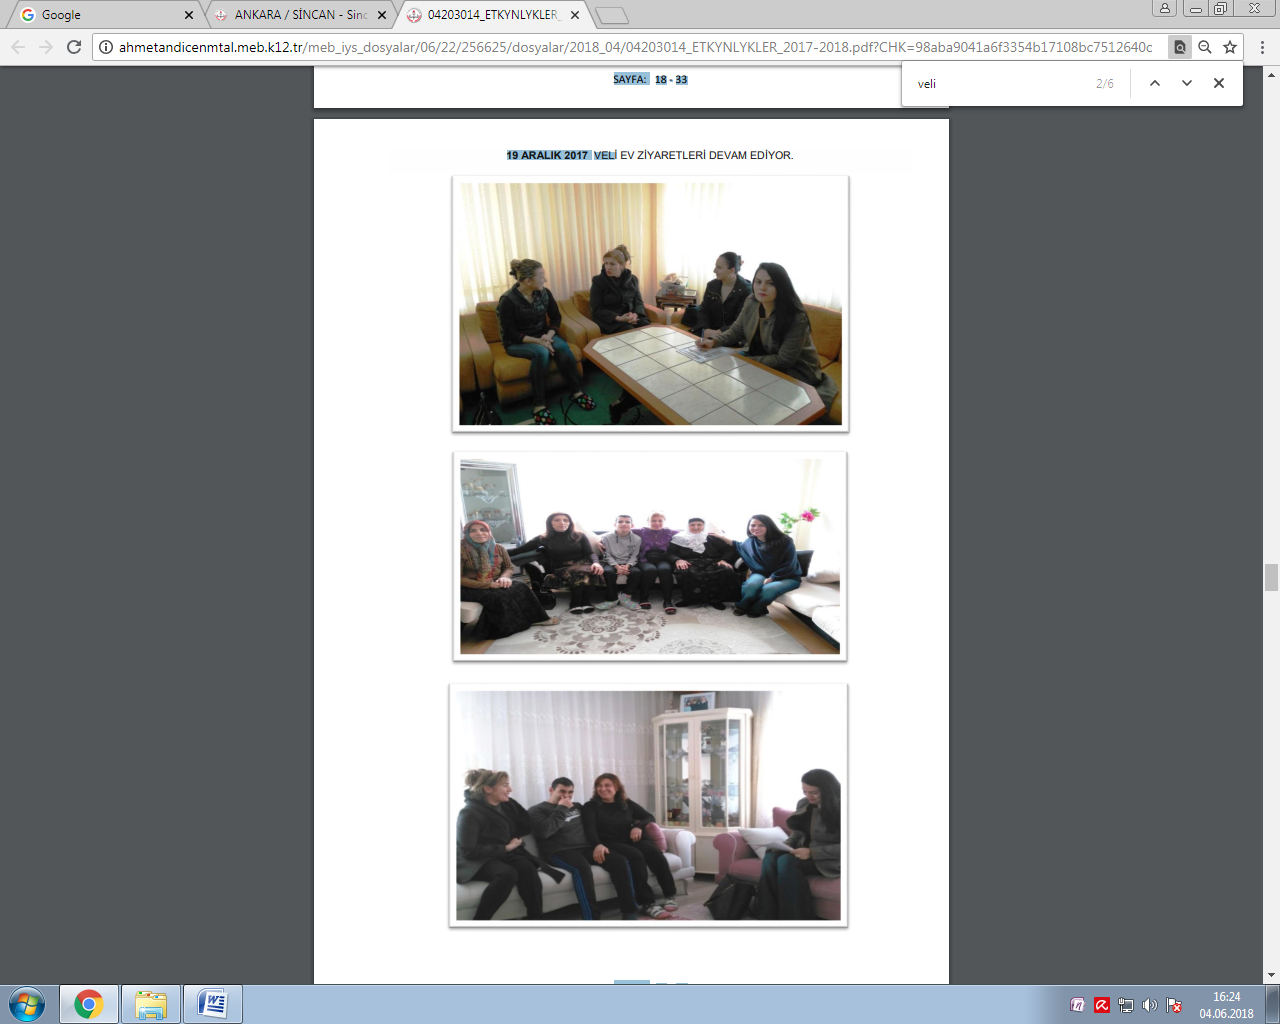 Google
ANKARA / SİNCAN - Sinc
04203014_ETKYNLYKLER_
ahmetandicenmtal.meb.k12.tr/meb_iys_dosyalar/06/22/256625/dosyalar/2018_04/04203014_ETKYNLYKLER_2017-2018.pdf?CHK=98aba9041a6f3354b17108bc7512640c
veli 2/6
SAYFA: 18 - 33
19 ARALIK 2017 VELİ EV ZİYARETLERİ DEVAM EDİYOR.
16:24
04.06.2018